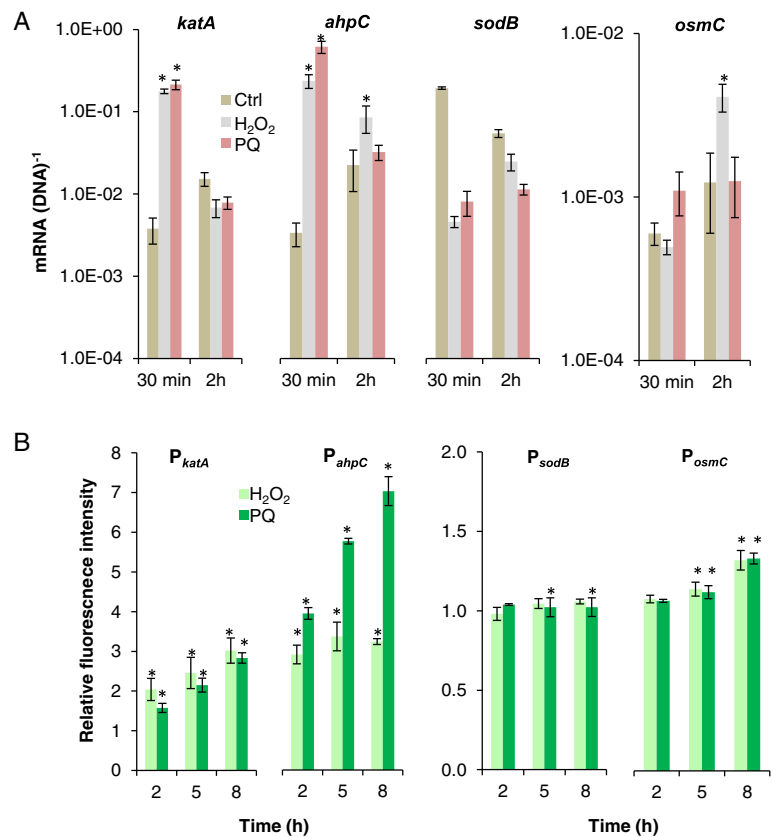 A
katA
ahpC
sodB
osmC
mRNA (DNA)⁻¹
1.0E+00
1.0E-01
1.0E-02
1.0E-03
1.0E-04
Ctrl
H₂O₂
PQ
* *
* * *
1.0E-02
1.0E-03
1.0E-04
*
30 min 2h
30 min 2h
30 min 2h
30 min 2h
B
P katA
P ahpC
P sodB
P osmC
Relative fluorescnece intensity
8
7
6
5
4
3
2
1
0
H₂O₂
PQ
* * * * * *
* * * * * *
2.0
1.5
1.0
0.5
0.0
* *
* * * *
2 5 8
2 5 8
2 5 8
2 5 8
Time (h)
Time (h)